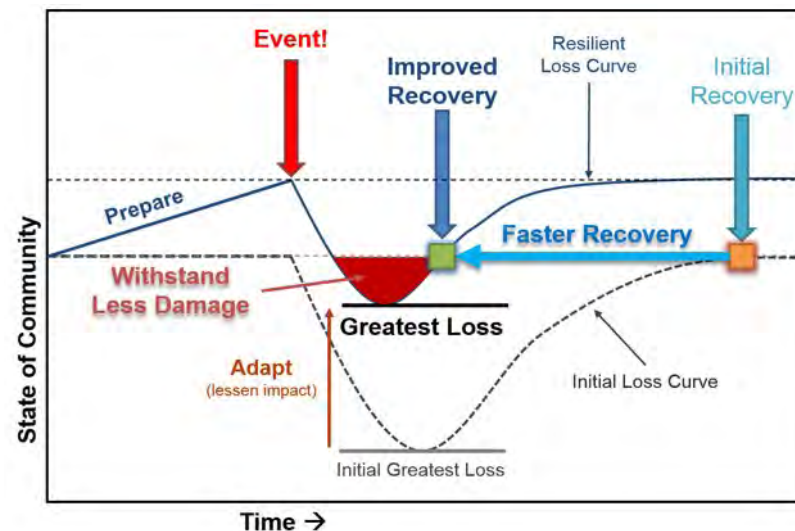 Event!
Resilient
Loss Curve
Improved
Recovery
Initial
Recovery
Prepare
Faster Recovery
Withstand
Less Damage
Greatest Loss
Adapt
(lessen impact)
Initial Loss Curve
Initial Greatest Loss
State of Community
Time →